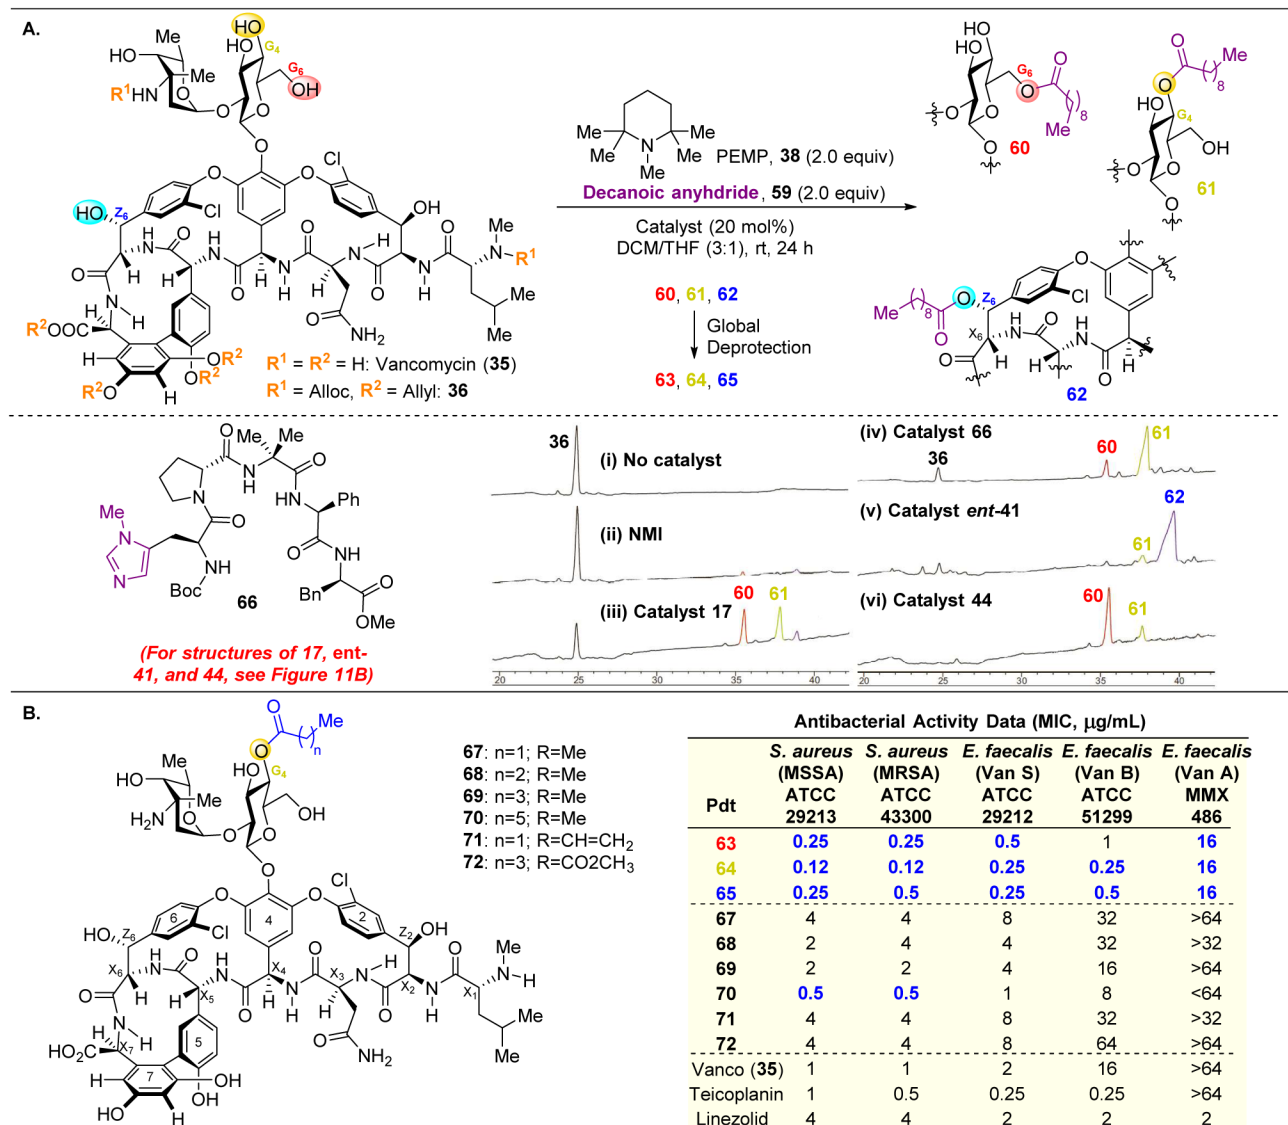 A.
HO
Me
HO
HO
G4
G6
OH
Me
R1
HN
O
O
O
O
Cl
O
O
Cl
HO
Z6
OH
Me
N
R1
O
NH
O
H
N
O
NH
O
NH
O
N
H
O
N
H
O
N
H
O
NH2
Me
Me
R2OOC
OR2
OR2
R2O
H
H
R1 = R2 = H: Vancomycin (35)
R1 = Alloc, R2 = Allyl: 36
Me
Me
N
Me
Me
Me
PEMP, 38 (2.0 equiv)
Decanoic anyhdride, 59 (2.0 equiv)
Catalyst (20 mol%)
DCM/THF (3:1), rt, 24 h
60, 61, 62
Global
Deprotection
63, 64, 65
HO
HO
G6
O
O
8
Me
60
O
8
Me
O
HO
G4
OH
61
Me
8
O
O
Z6
X6
Cl
O
NH
O
NH
O
H
H
H
62
Me
N
N
O
N
O
NH
Boc
Me
Me
N
H
O
NH
Ph
O
NH
Bn
O
OMe
66
(For structures of 17, ent-
41, and 44, see Figure 11B)
36
(i) No catalyst
(ii) NMI
(iii) Catalyst 17
60
61
20
25
30
35
40
(iv) Catalyst 66
36
60
61
(v) Catalyst ent-41
61
62
(vi) Catalyst 44
60
61
20
25
30
35
40
B.
O
Me
n
O
G4
HO
Me
HO
Me
H2N
O
O
O
O
OH
67: n=1; R=Me
68: n=2; R=Me
69: n=3; R=Me
70: n=5; R=Me
71: n=1; R=CH=CH2
72: n=3; R=CO2CH3
O
O
Cl
Cl
6
4
2
HO
Z6
Z2
OH
X6
X5
X4
X3
X2
X1
Me
N
H
O
NH
O
H
N
NH2
Me
Me
HO2C
X7
7
5
OH
OH
HO
H
H
Antibacterial Activity Data (MIC, μg/mL)
Pdt
S. aureus (MSSA) ATCC 29213
S. aureus (MRSA) ATCC 43300
E. faecalis (Van S) ATCC 29212
E. faecalis (Van B) ATCC 51299
E. faecalis (Van A) MMX 486
63 0.25 0.25 0.5 1 16
64 0.12 0.12 0.25 0.25 16
65 0.25 0.5 0.25 0.5 16
67 4 4 8 32 >64
68 2 4 4 32 >32
69 2 2 4 16 >64
70 0.5 0.5 1 8 <64
71 4 4 8 32 >32
72 4 4 8 64 >64
Vanco (35) 1 1 2 16 >64
Teicoplanin 1 0.5 0.25 0.25 >64
Linezolid 4 4 2 2 2